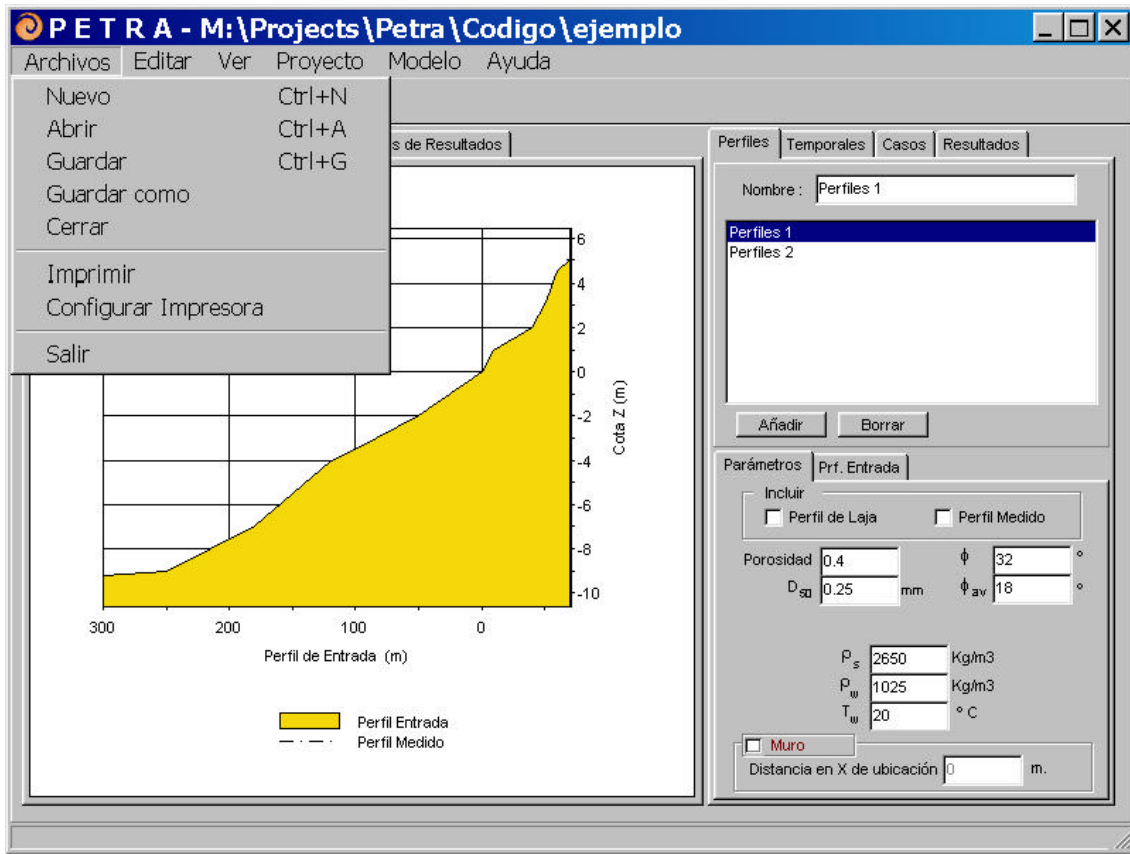 P E T R A - M:\Projects\Petra\Codigo\ejemplo
Archivos Editar Ver Proyecto Modelo Ayuda
Nuevo Ctrl+N
Abrir Ctrl+A
Guardar Ctrl+G
Guardar como
Cerrar
Imprimir
Configurar Impresora
Salir
s de Resultados
6
4
2
0
-2
-4
-6
-8
-10
Cota Z (m)
300 200 100 0
Perfil de Entrada (m)
Perfil Entrada
Perfil Medido
Perfiles Temporales Casos Resultados
Nombre : Perfiles 1
Perfiles 1
Perfiles 2
Añadir Borrar
Parámetros Prf. Entrada
Incluir
Perfil de Laja Perfil Medido
Porosidad 0.4 ϕ 32 °
D50 0.25 mm ϕav 18 °
ρs 2650 Kg/m3
ρw 1025 Kg/m3
Tw 20 ° C
Muro
Distancia en X de ubicación 0 m.